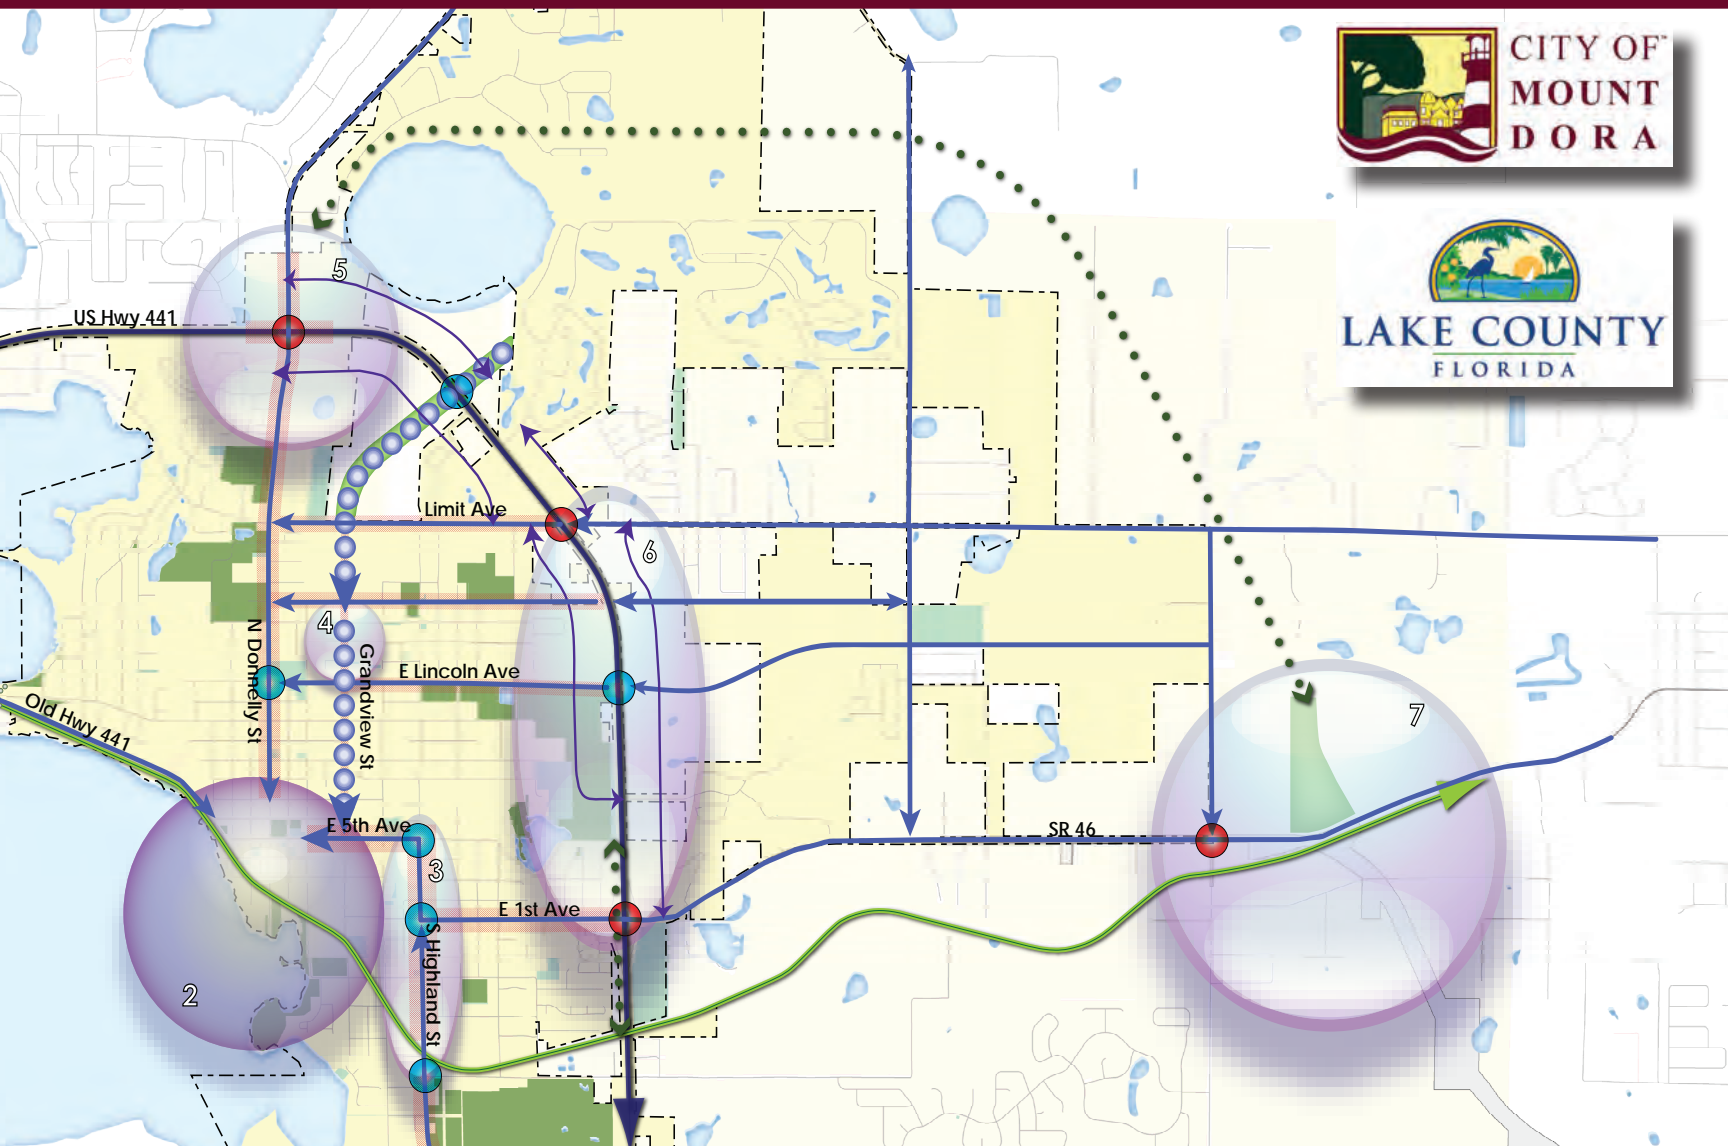 CITY OF
MOUNT
DORA
LAKE COUNTY
FLORIDA
5
US Hwy 441
Limit Ave
6
4
N Donnelly St
Grandview St
E Lincoln Ave
Old Hwy 441
7
E 5th Ave
SR 46
3
E 1st Ave
S Highland St
2